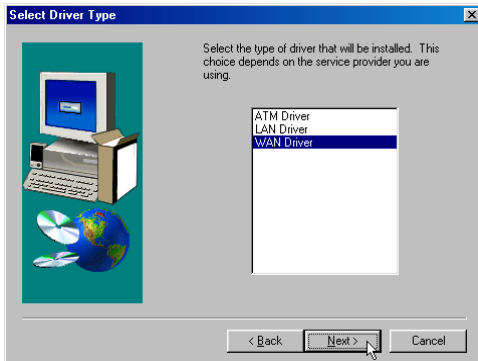 Select Driver Type
Select the type of driver that will be installed. This
choice depends on the service provider you are
using.
ATM Driver
LAN Driver
WAN Driver
< Back
Next >
Cancel